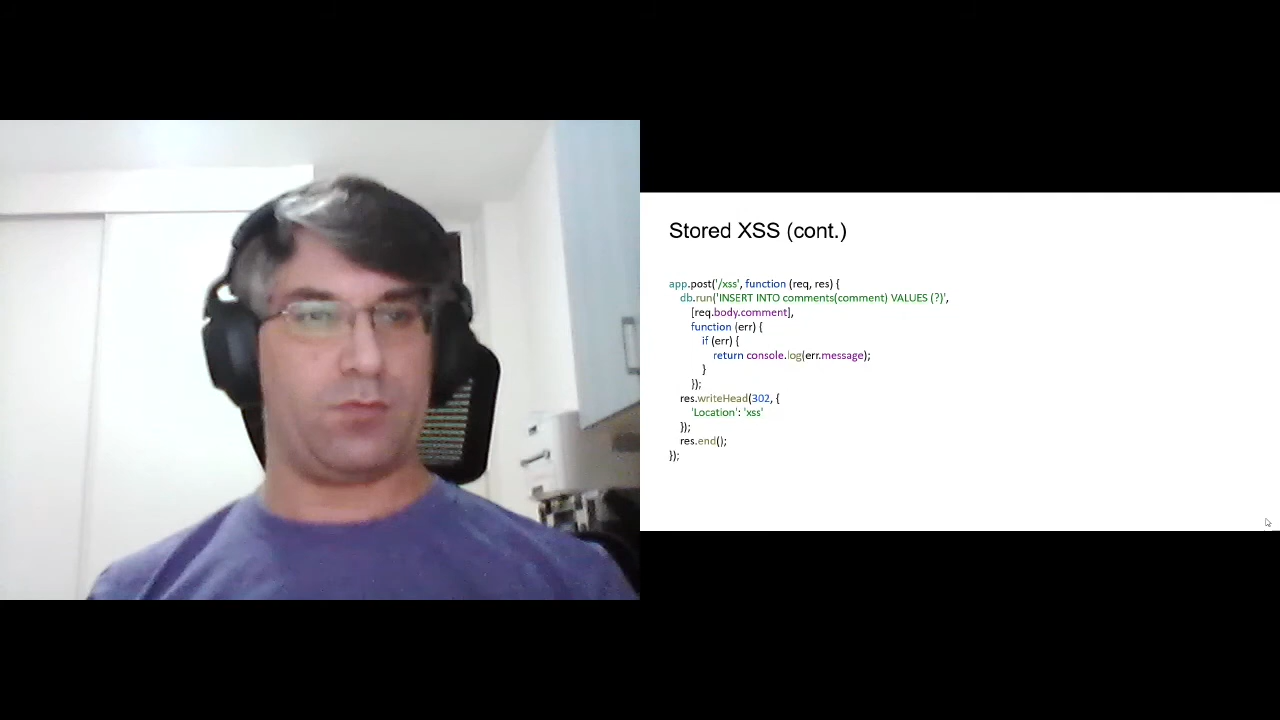 Stored XSS (cont.)
app.post('/xss', function (req, res) {
db.run('INSERT INTO comments(comment) VALUES (?)',
[req.body.comment],
function (err) {
if (err) {
return console.log(err.message);
}
});
res.writeHead(302, {
'Location': 'xss'
});
res.end();
});